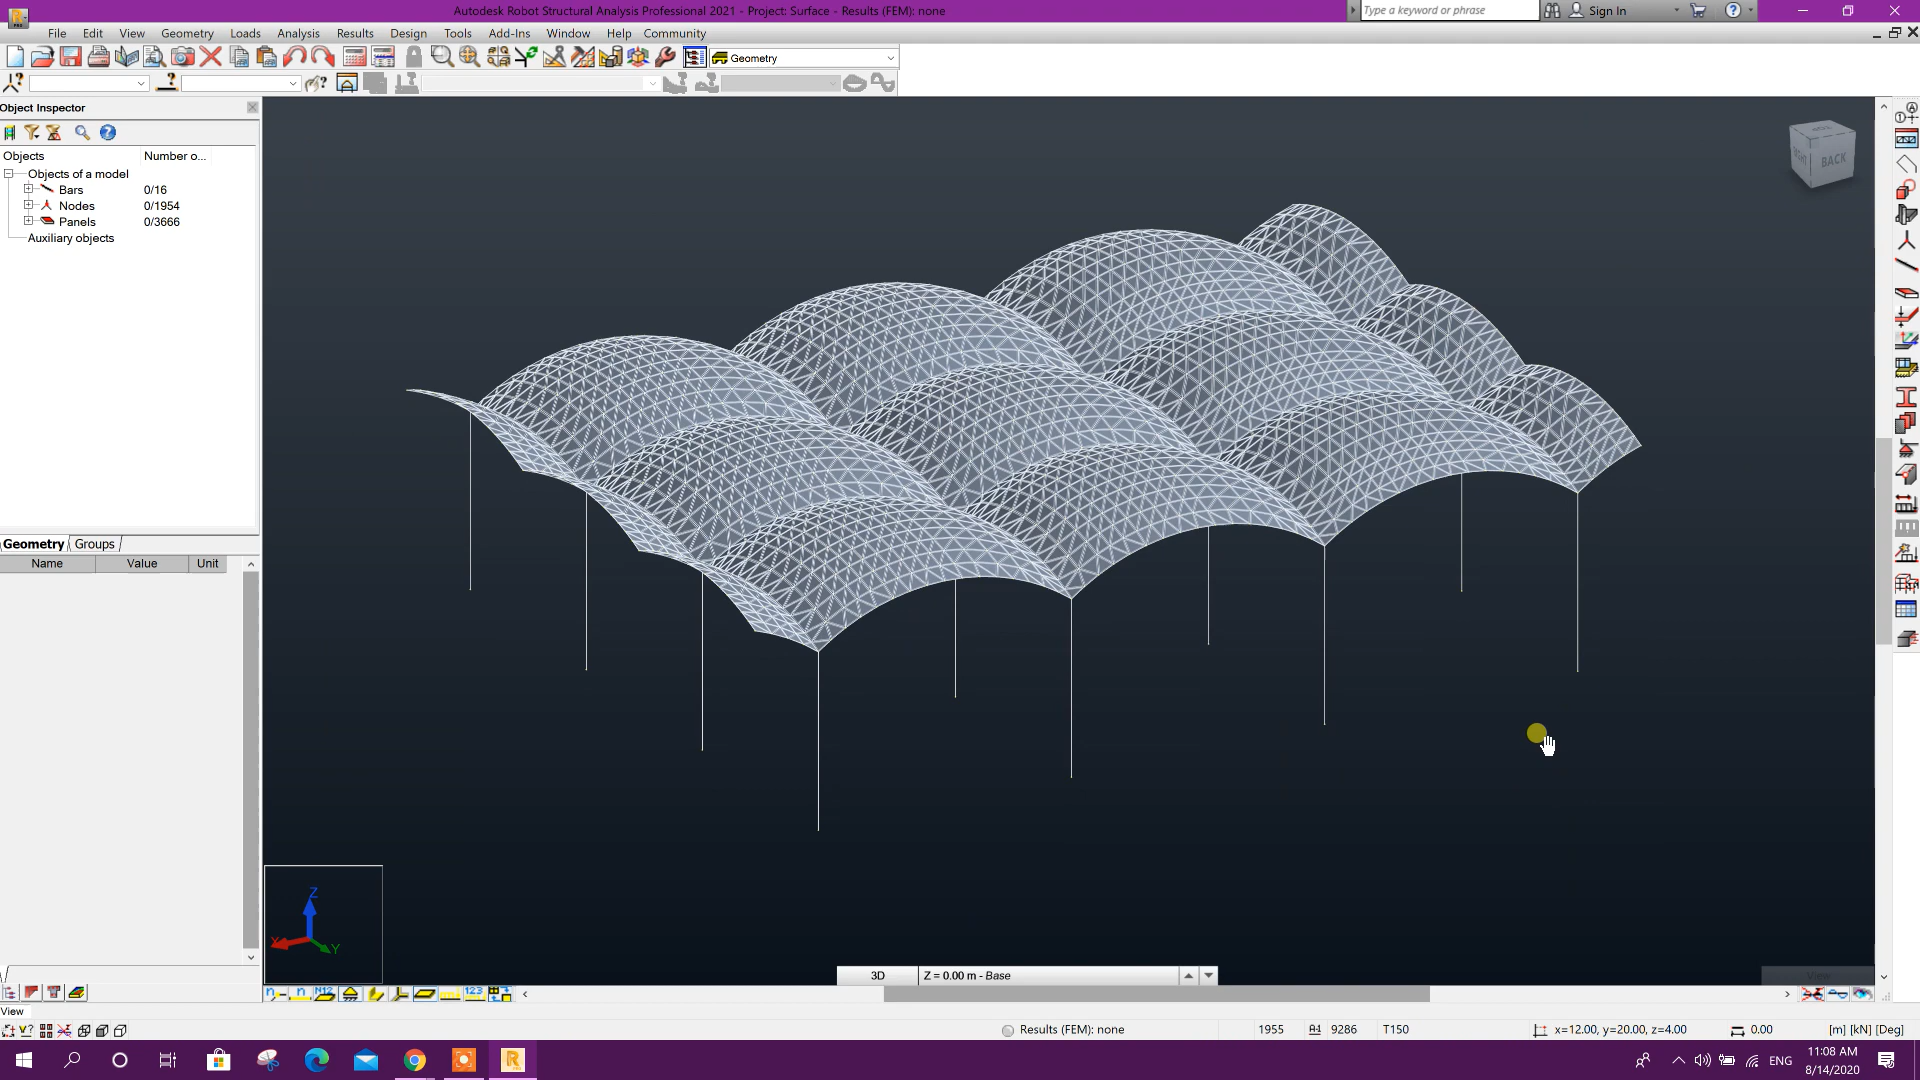 Autodesk Robot Structural Analysis Professional 2021 - Project: Surface - Results (FEM): none
Type a keyword or phrase
Sign In
File Edit View Geometry Loads Analysis Results Design Tools Add-Ins Window Help Community
Geometry
Object Inspector
Objects Number o...
Objects of a model
Bars 0/16
Nodes 0/1954
Panels 0/3666
Auxiliary objects
BACK
Geometry Groups
Name Value Unit
Z
X
Y
3D Z = 0.00 m - Base
View
View
Results (FEM): none 1955 9286 T150 x=12.00, y=20.00, z=4.00 0.00 [m] [kN] [Deg]
ENG
11:08 AM
8/14/2020